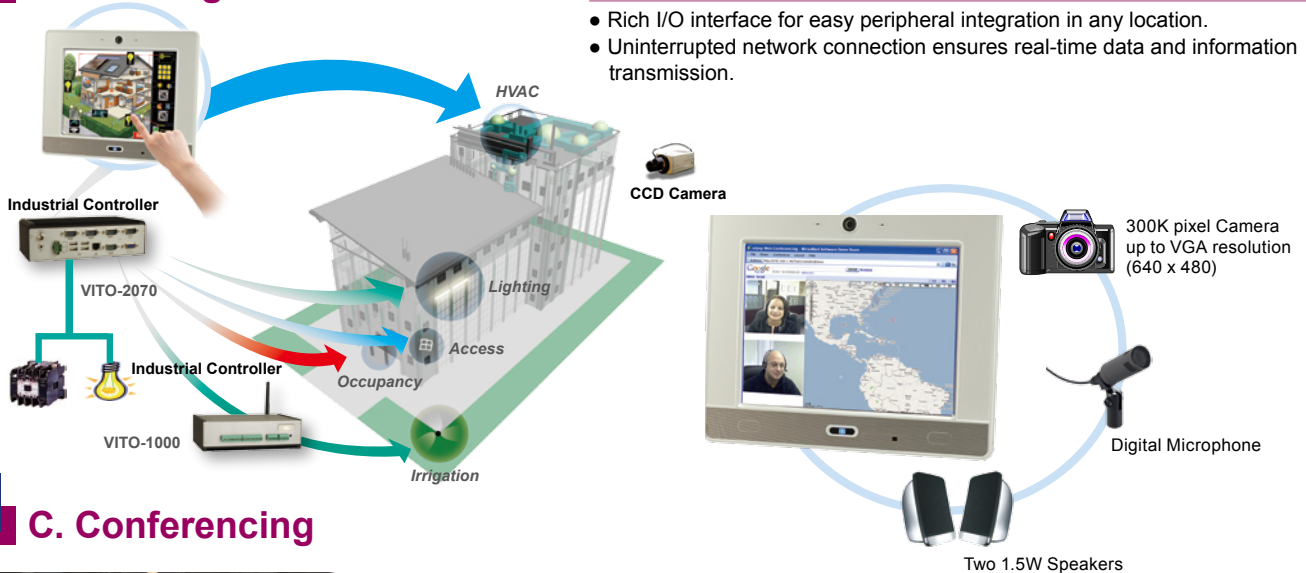 ● Rich I/O interface for easy peripheral integration in any location.
● Uninterrupted network connection ensures real-time data and information
transmission.
HVAC
CCD Camera
Industrial Controller
VITO-2070
Lighting
Access
Occupancy
Industrial Controller
VITO-1000
Irrigation
300K pixel Camera
up to VGA resolution
(640 x 480)
Google
Digital Microphone
Two 1.5W Speakers
C. Conferencing